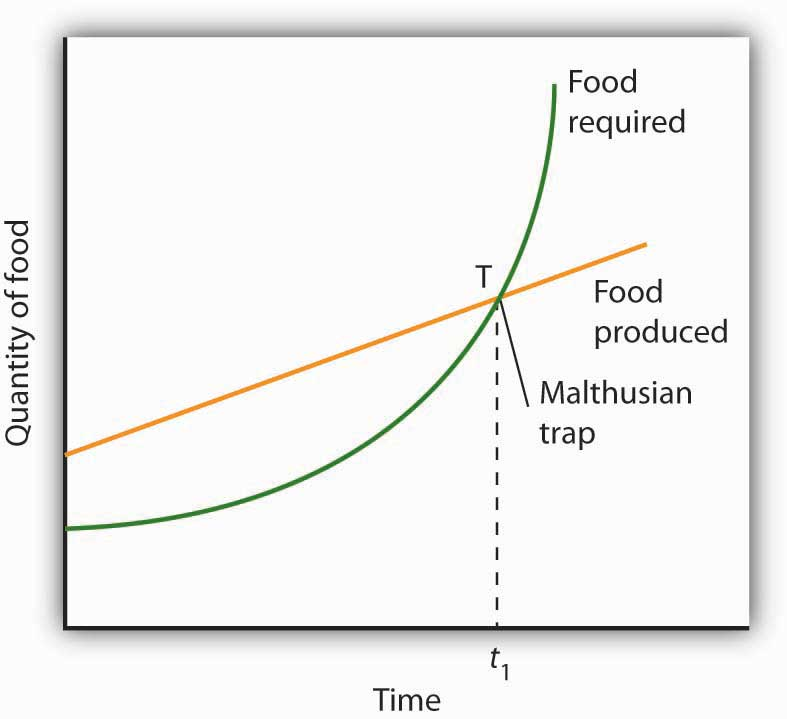 Food
required
T
Food
produced
Malthusian
trap
Quantity of food
t1
Time